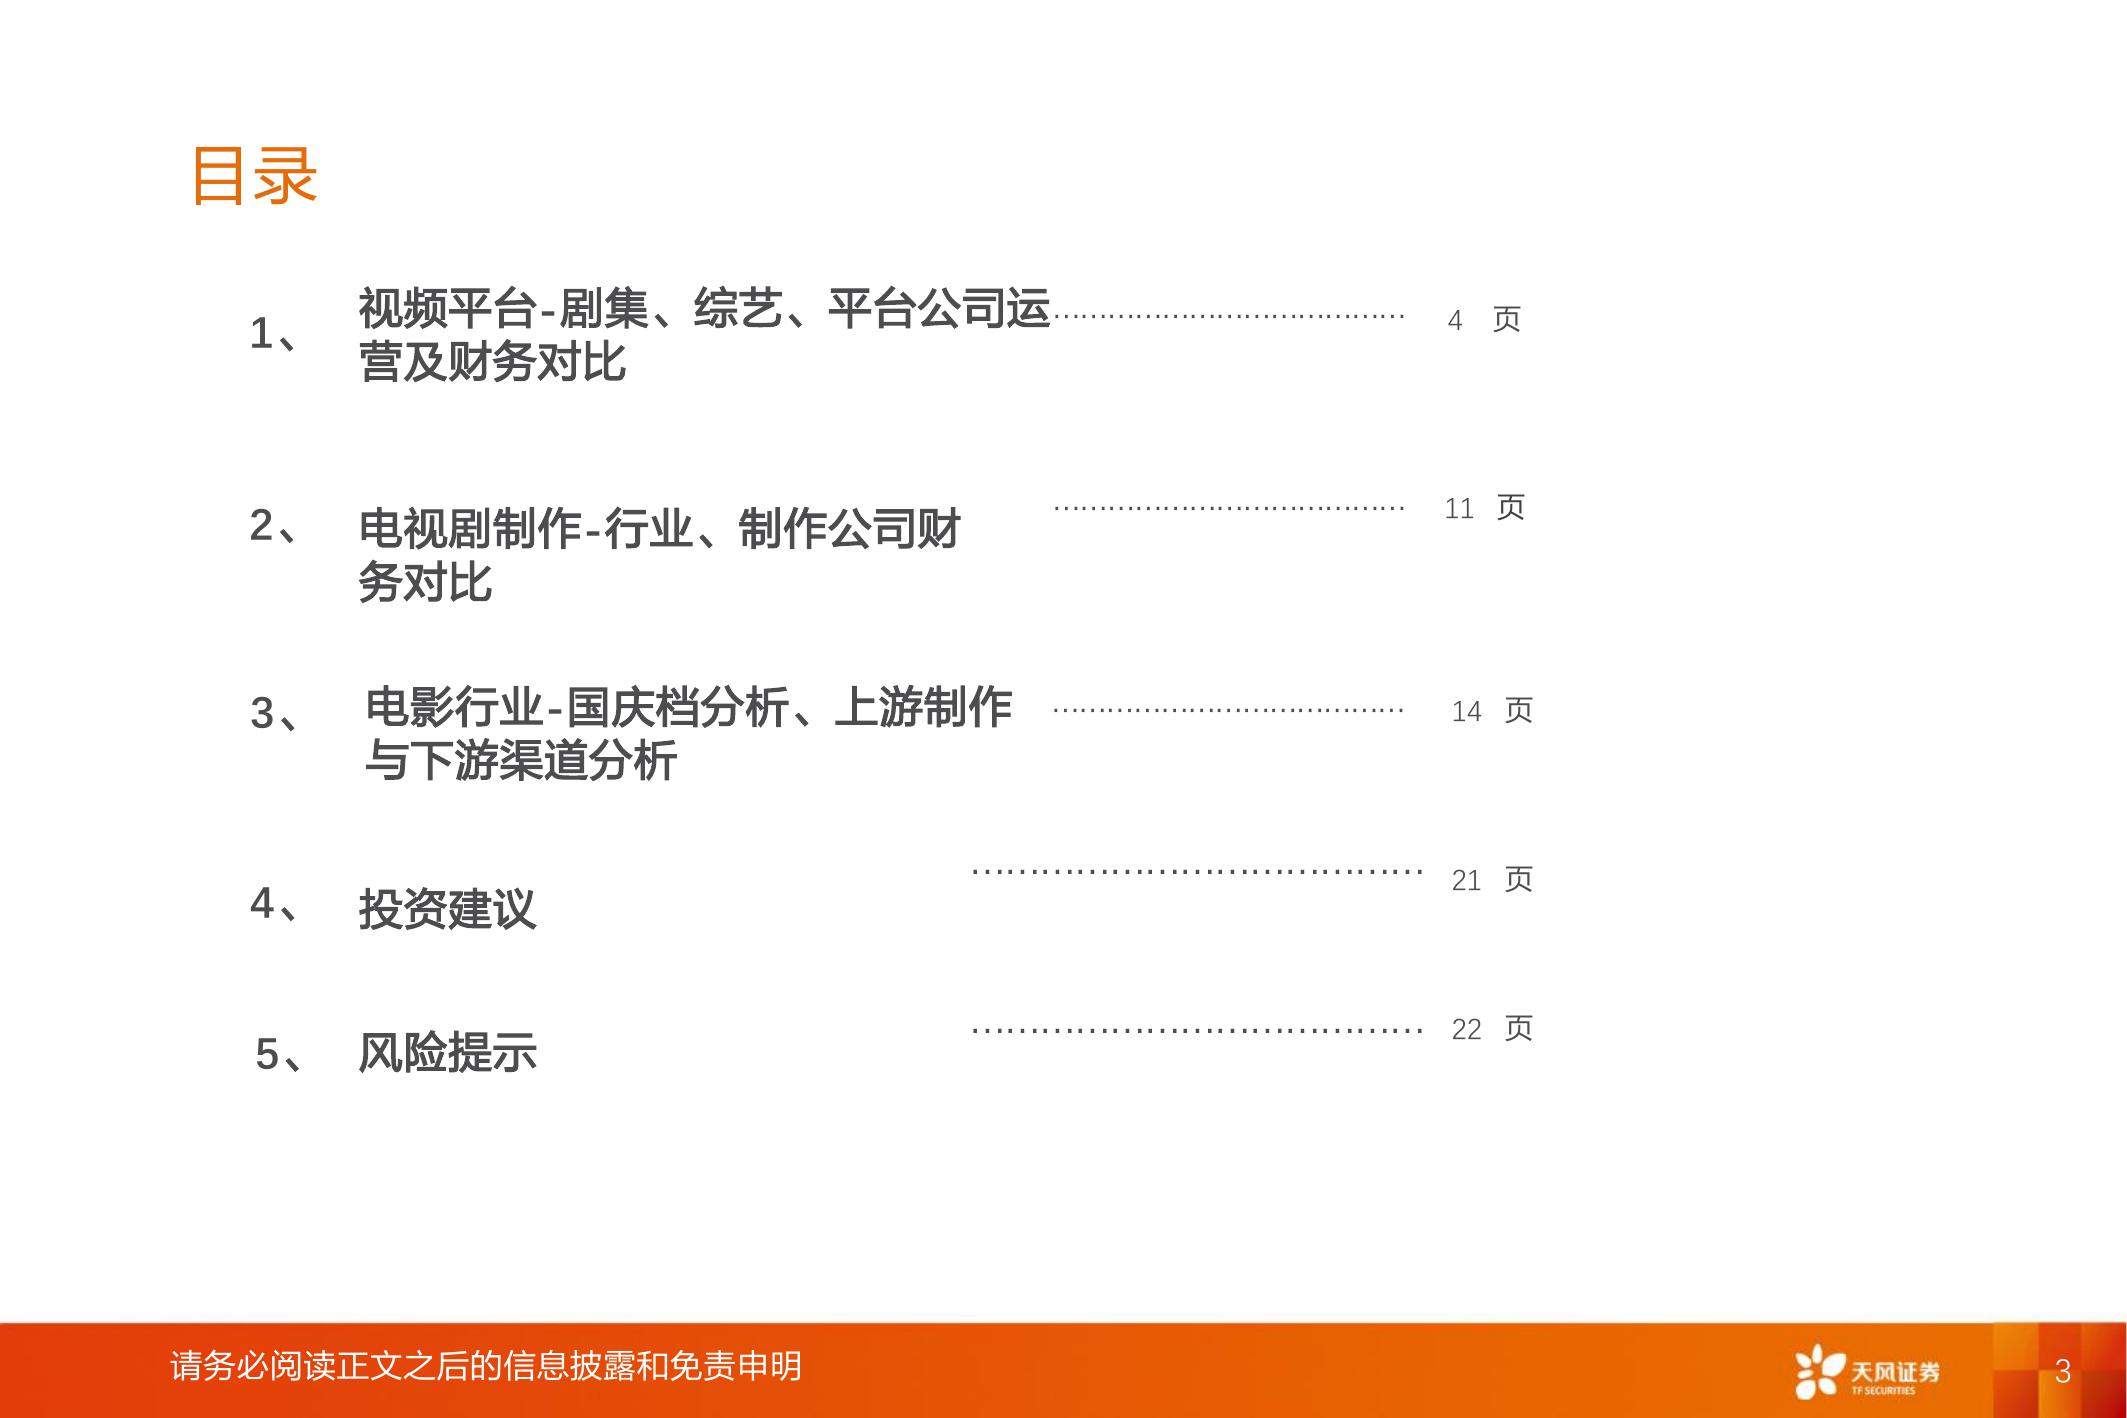 目录
1、 视频平台-剧集、综艺、平台公司运 ....................................... 4 页
营及财务对比
2、 电视剧制作-行业、制作公司财 ....................................... 11 页
务对比
3、 电影行业-国庆档分析、上游制作 ....................................... 14 页
与下游渠道分析
4、 投资建议 ....................................... 21 页
5、 风险提示 ....................................... 22 页
请务必阅读正文之后的信息披露和免责申明
天风证券
TF SECURITIES
3